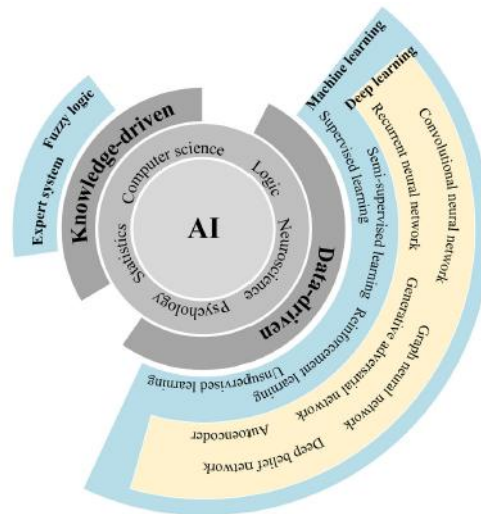 AI
Computer science
Logic
Neuroscience
Psychology
Statistics
Knowledge-driven
Data-driven
Expert system
Fuzzy logic
Machine learning
Supervised learning
Semi-supervised learning
Reinforcement learning
Unsupervised learning
Deep learning
Recurrent neural network
Generative adversarial network
Autoencoder
Convolutional neural network
Graph neural network
Deep belief network